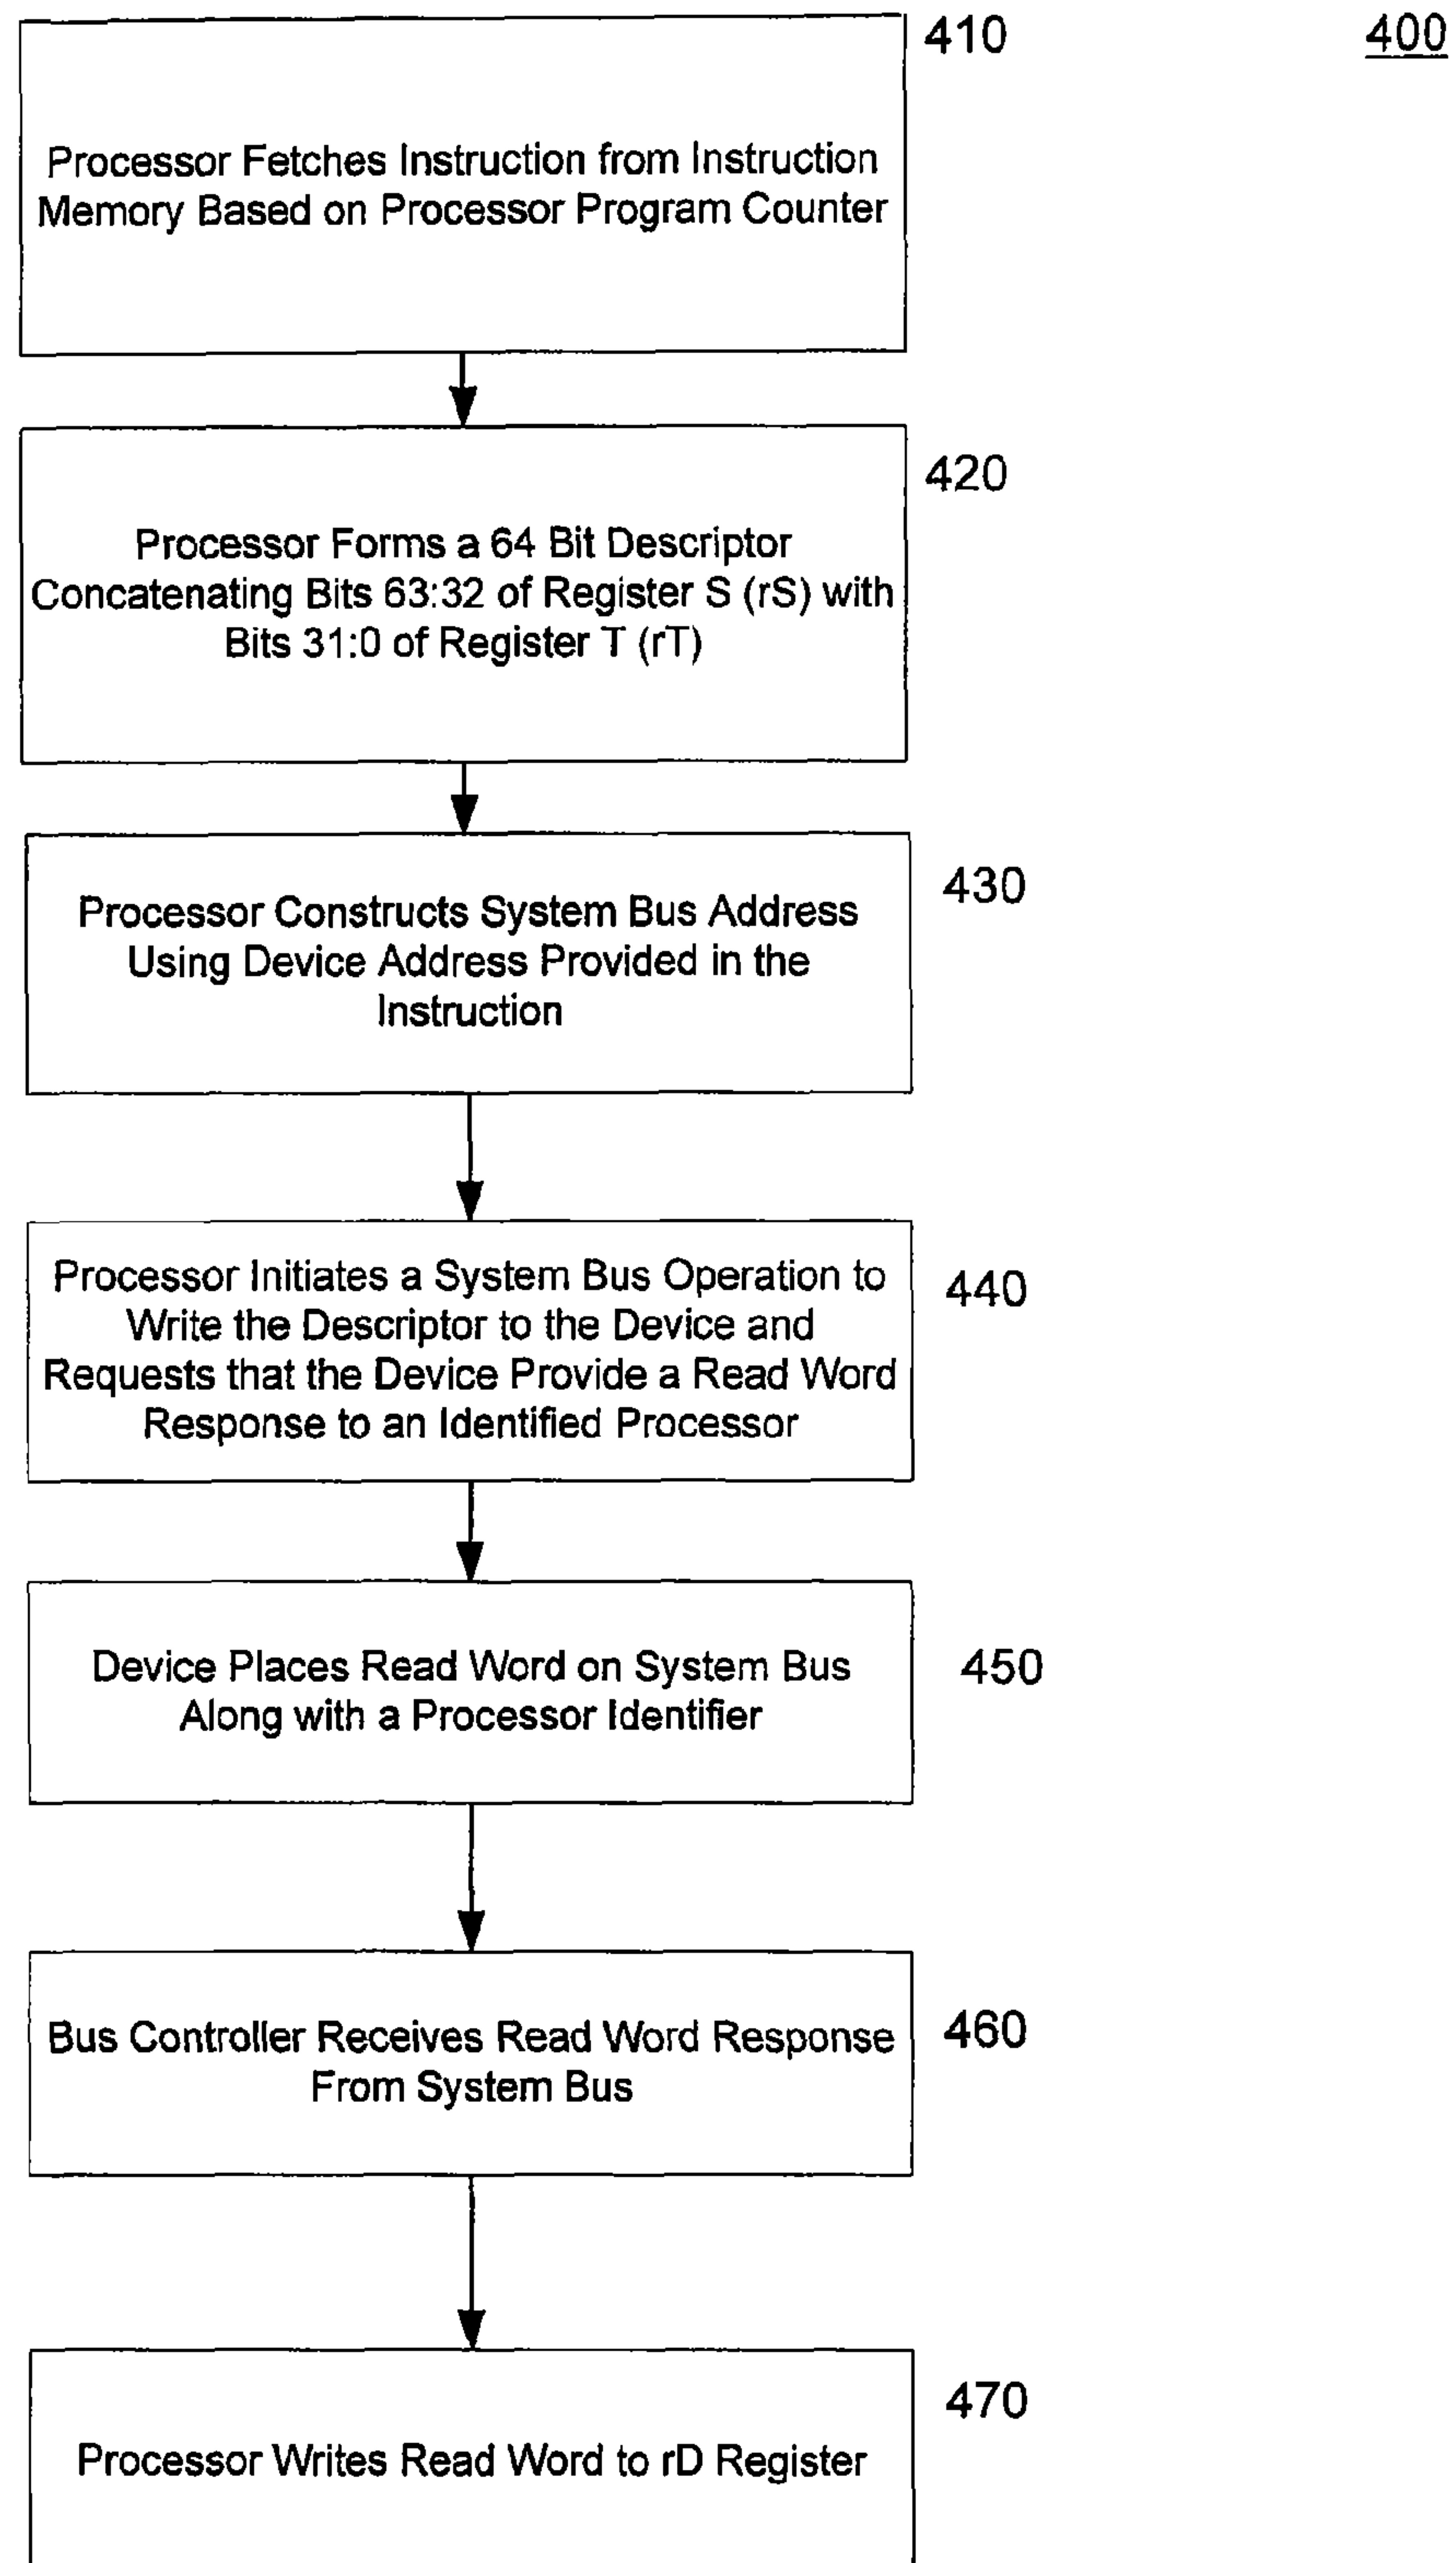 410
400
Processor Fetches Instruction from Instruction
Memory Based on Processor Program Counter
420
Processor Forms a 64 Bit Descriptor
Concatenating Bits 63:32 of Register S (rS) with
Bits 31:0 of Register T (rT)
430
Processor Constructs System Bus Address
Using Device Address Provided in the
Instruction
440
Processor Initiates a System Bus Operation to
Write the Descriptor to the Device and
Requests that the Device Provide a Read Word
Response to an Identified Processor
450
Device Places Read Word on System Bus
Along with a Processor Identifier
460
Bus Controller Receives Read Word Response
From System Bus
470
Processor Writes Read Word to rD Register